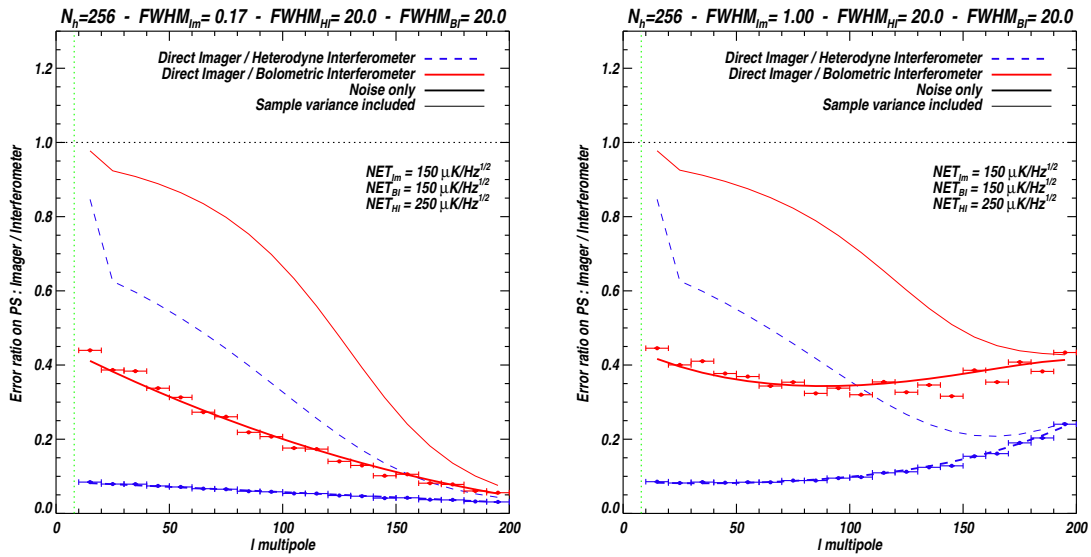 N_h=256 - FWHM_Im= 0.17 - FWHM_HI= 20.0 - FWHM_BI= 20.0
Direct Imager / Heterodyne Interferometer
Direct Imager / Bolometric Interferometer
Noise only
Sample variance included
NET_Im = 150 μK/Hz^1/2
NET_BI = 150 μK/Hz^1/2
NET_HI = 250 μK/Hz^1/2
Error ratio on PS : Imager / Interferometer
1.2
1.0
0.8
0.6
0.4
0.2
0.0
0 50 100 150 200
l multipole
N_h=256 - FWHM_Im= 1.00 - FWHM_HI= 20.0 - FWHM_BI= 20.0
Direct Imager / Heterodyne Interferometer
Direct Imager / Bolometric Interferometer
Noise only
Sample variance included
NET_Im = 150 μK/Hz^1/2
NET_BI = 150 μK/Hz^1/2
NET_HI = 250 μK/Hz^1/2
Error ratio on PS : Imager / Interferometer
1.2
1.0
0.8
0.6
0.4
0.2
0.0
0 50 100 150 200
l multipole